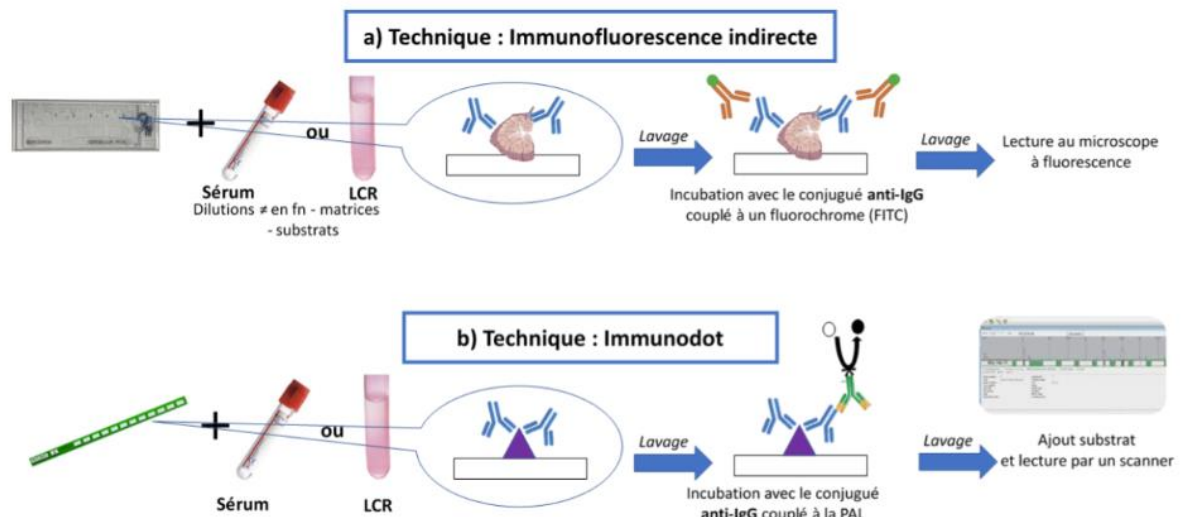 a) Technique : Immunofluorescence indirecte
+
ou
Sérum
LCR
Dilutions ≠ en fn - matrices
- substrats
Lavage
Incubation avec le conjugué anti-IgG
couplé à un fluorochrome (FITC)
Lavage
Lecture au microscope
à fluorescence
b) Technique : Immunodot
+
ou
Sérum
LCR
Lavage
Incubation avec le conjugué
anti-IgG couplé à la PAL
Lavage
Ajout substrat
et lecture par un scanner